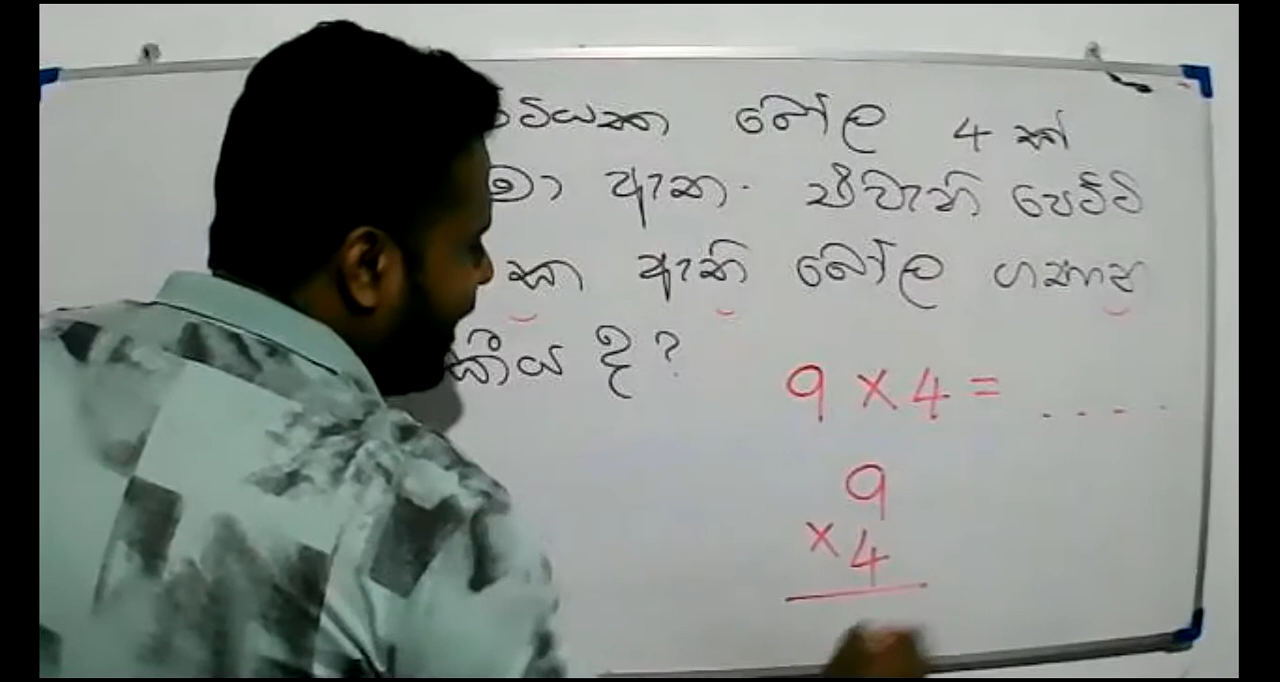 බෝල 4 ක්
ඇත. එවැනි පෙට්ටි
ක ඇති බෝල ගණන
කීය ද?
9 × 4 = ....
9
× 4